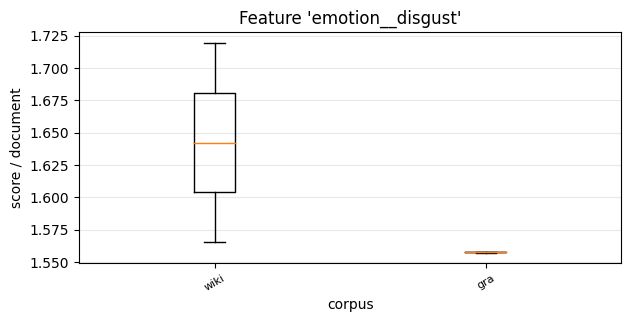 Feature 'emotion__disgust'
score / document
1.725
1.700
1.675
1.650
1.625
1.600
1.575
1.550
wiki
gra
corpus